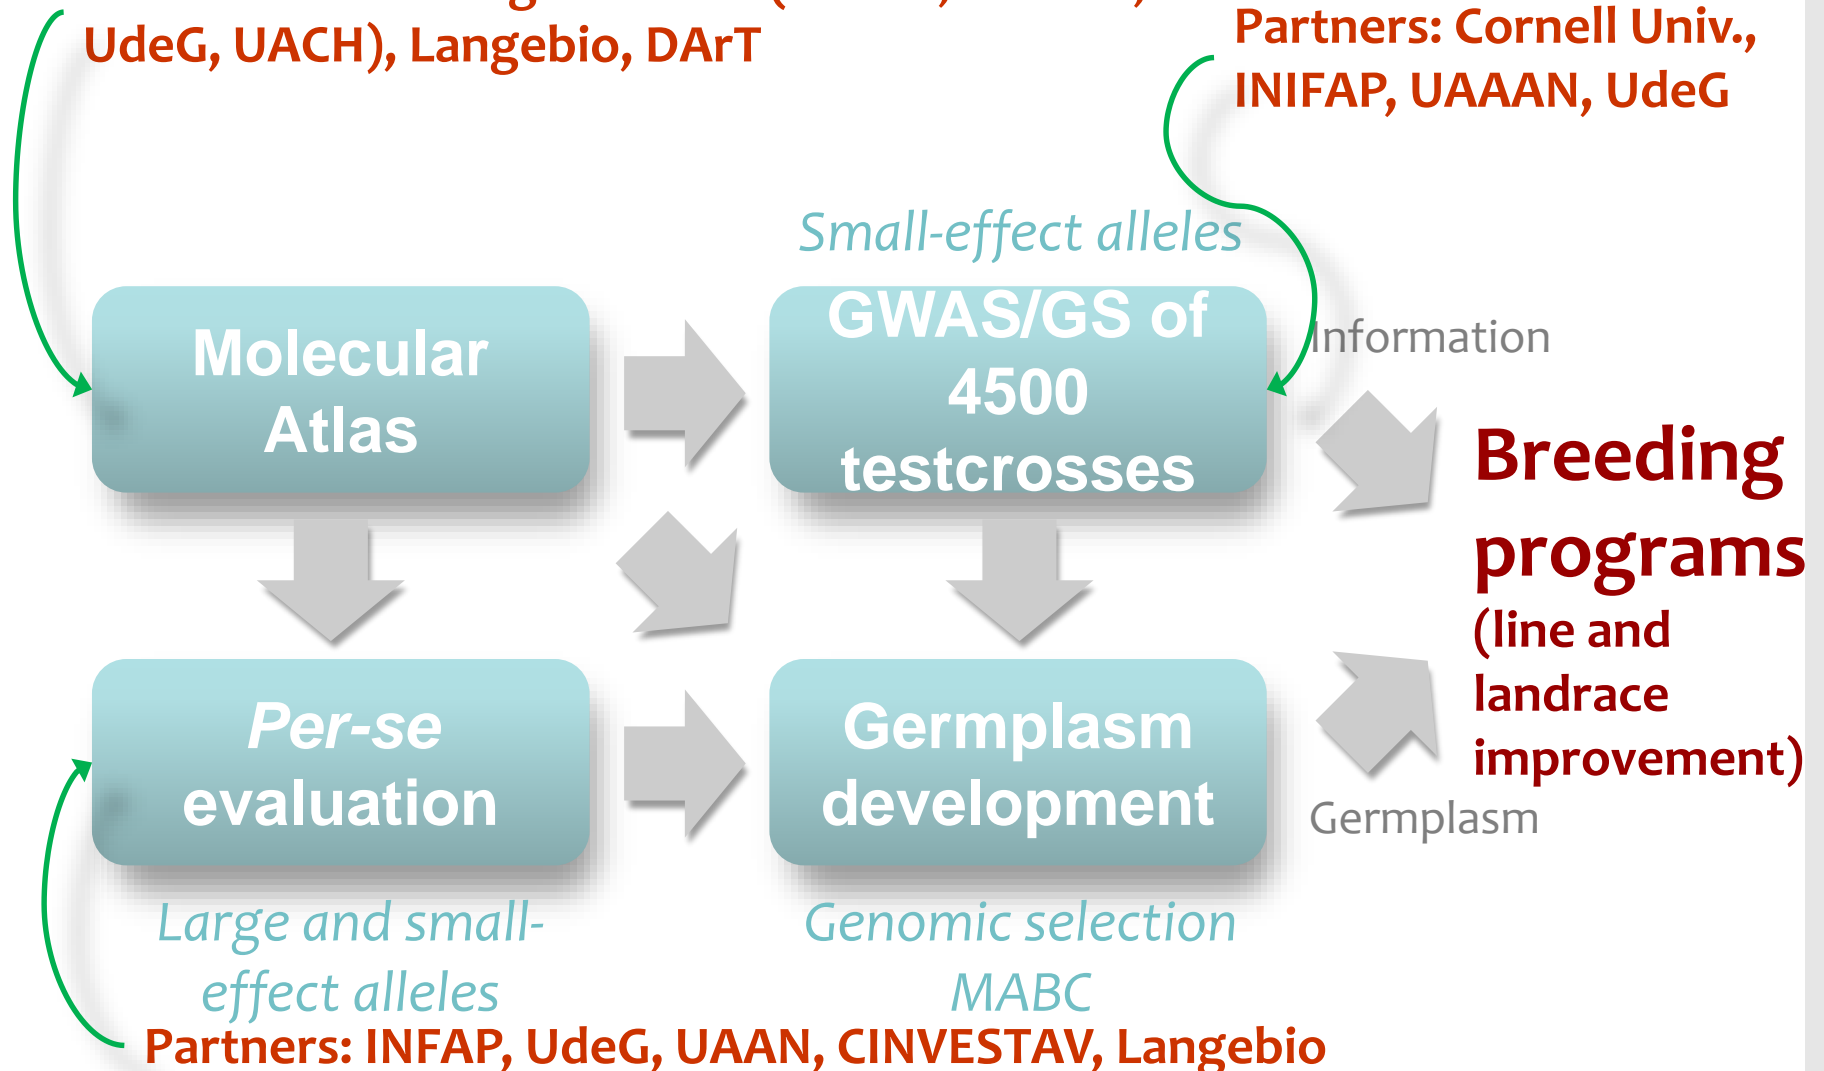 UdeG, UACH), Langebio, DArT
Partners: Cornell Univ.,
INIFAP, UAAAN, UdeG
Small-effect alleles
Molecular
Atlas
GWAS/GS of
4500
testcrosses
Information
Breeding
programs
(line and
landrace
improvement)
Per-se
evaluation
Germplasm
development
Germplasm
Large and small-
effect alleles
Genomic selection
MABC
Partners: INFAP, UdeG, UAAN, CINVESTAV, Langebio